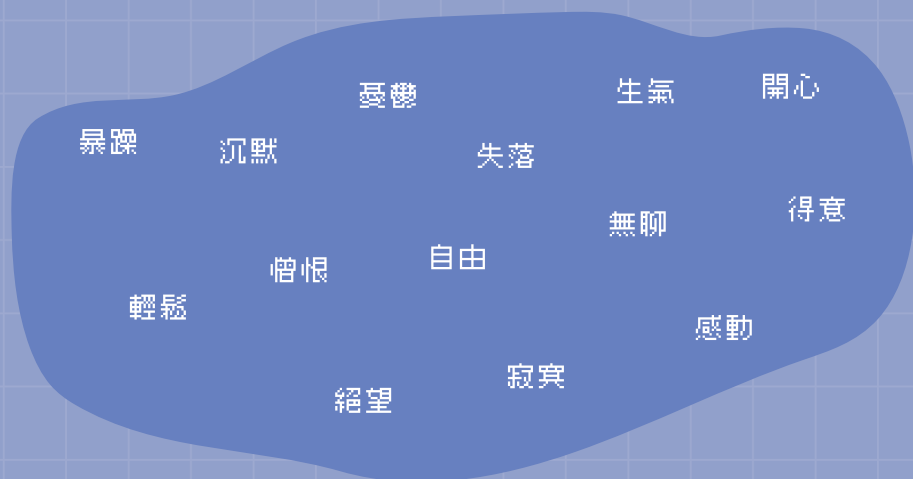 憂鬱
生氣
開心
暴躁
沉默
失落
得意
無聊
自由
憎恨
輕鬆
感動
寂寞
絕望